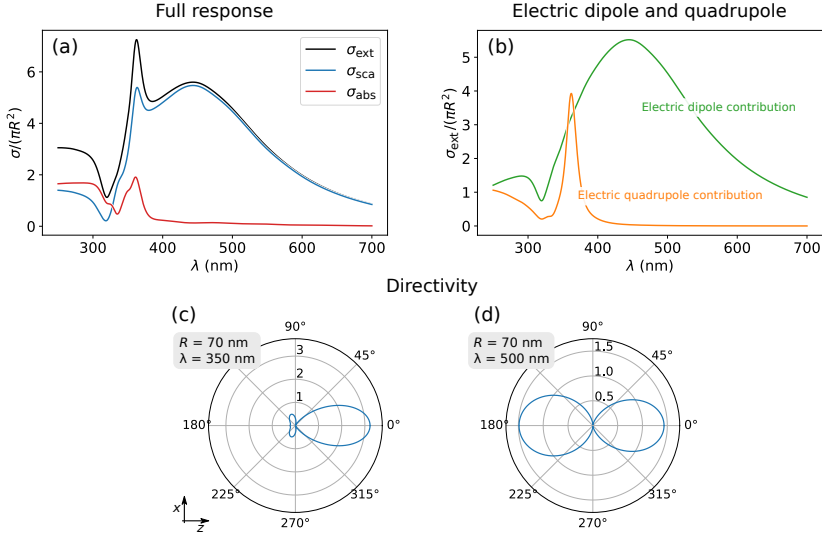 Full response
(a)
σext
σsca
σabs
σ/(πR²)
6
4
2
0
300
400
500
600
700
λ (nm)
Electric dipole and quadrupole
(b)
Electric dipole contribution
Electric quadrupole contribution
σext/(πR²)
5
4
3
2
1
0
300
400
500
600
700
λ (nm)
Directivity
(c)
R = 70 nm
λ = 350 nm
90°
45°
0°
315°
270°
225°
180°
3
2
1
x
z
(d)
R = 70 nm
λ = 500 nm
90°
45°
0°
315°
270°
225°
180°
1.5
1.0
0.5